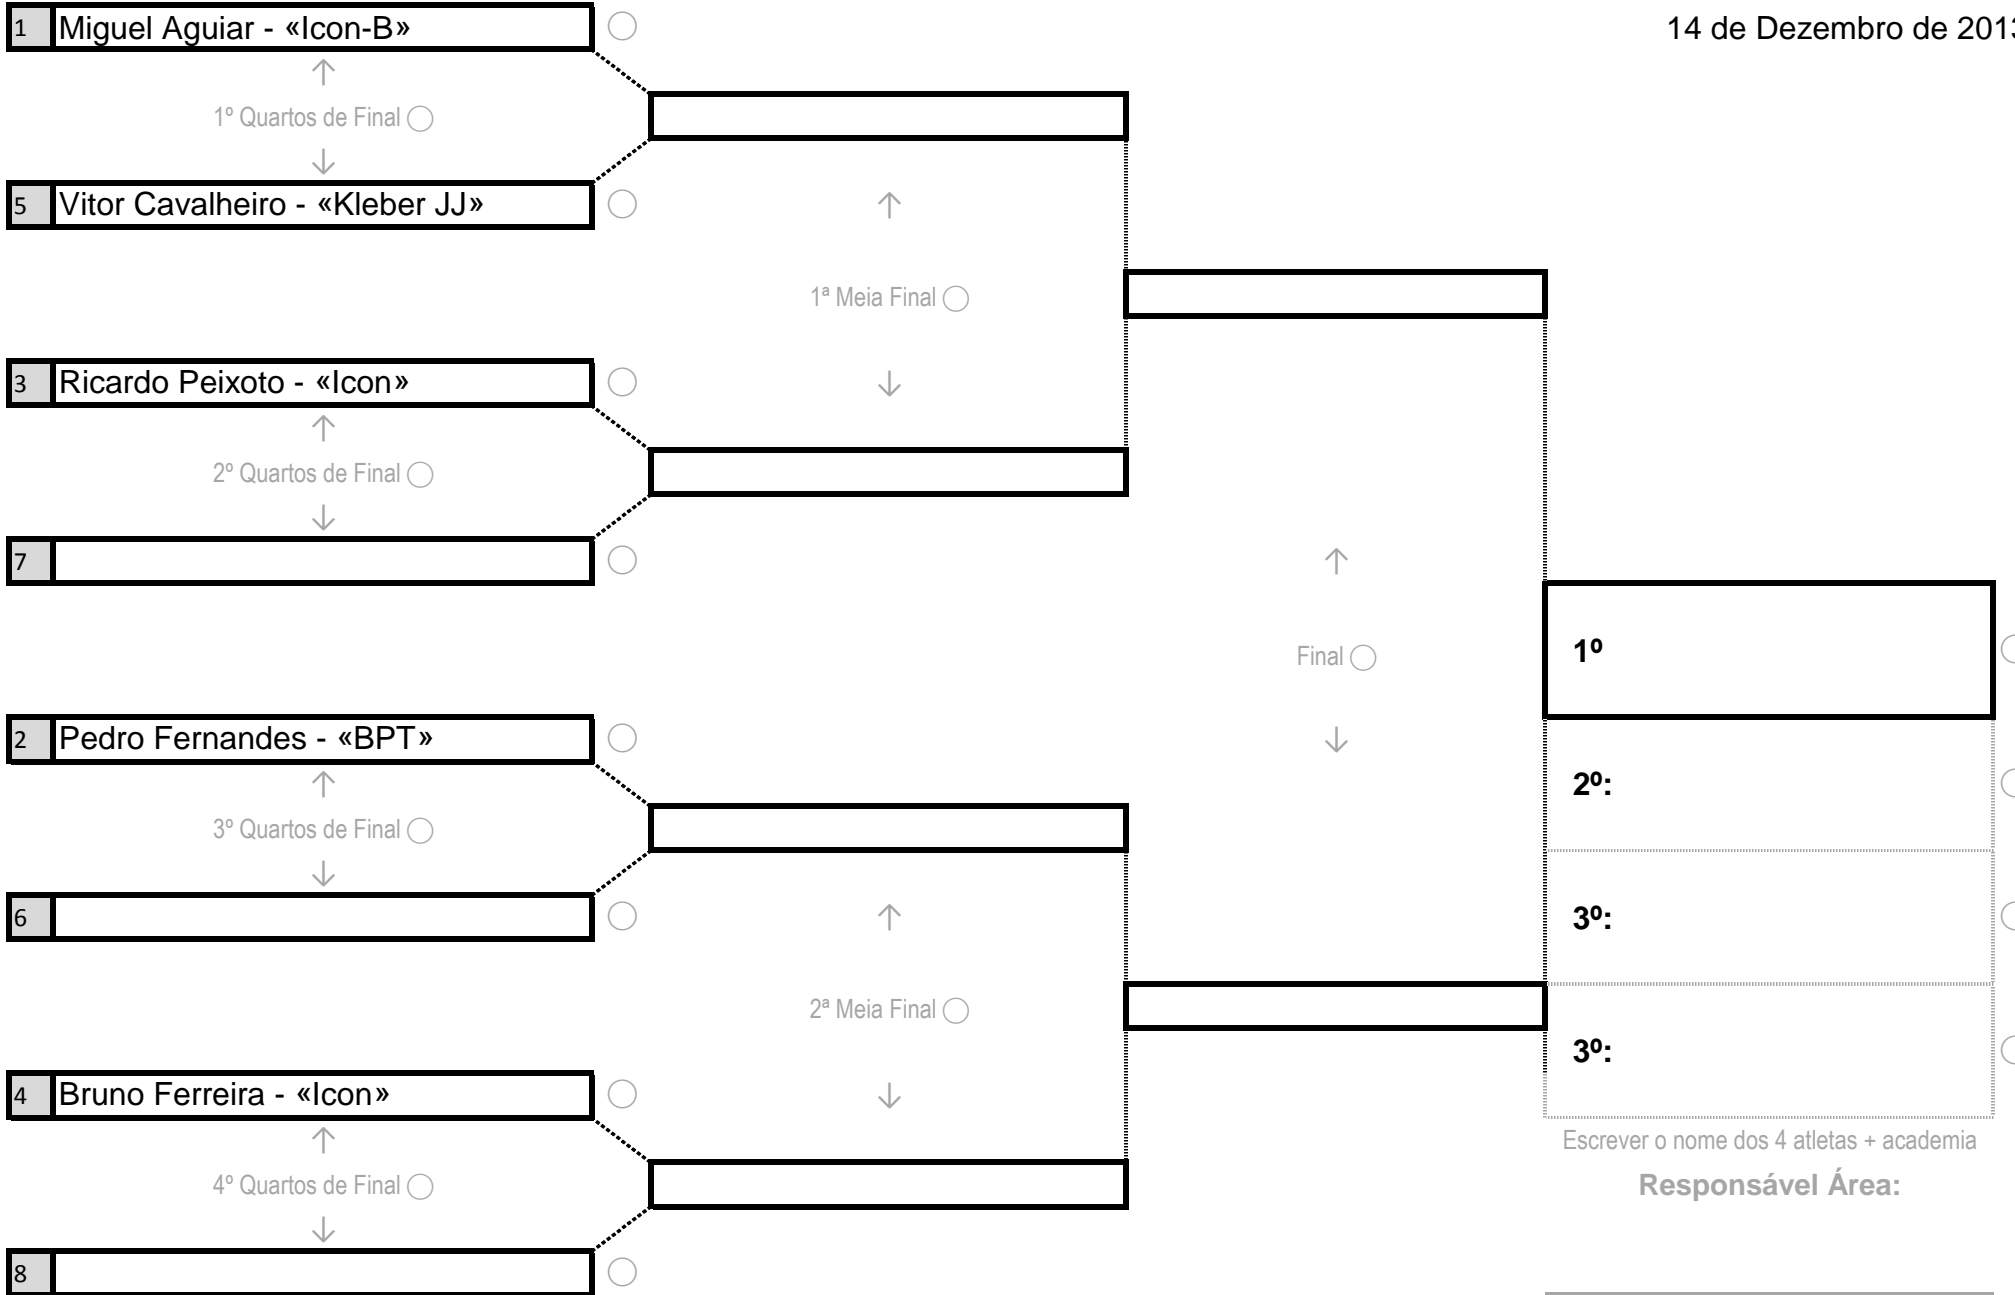 1 Miguel Aguiar - «Icon-B»
14 de Dezembro de 2013
↑
1º Quartos de Final
↓
5 Vitor Cavalheiro - «Kleber JJ»
↑
1ª Meia Final
↓
3 Ricardo Peixoto - «Icon»
↑
2º Quartos de Final
↓
7
↑
Final
↓
1º
2 Pedro Fernandes - «BPT»
↑
3º Quartos de Final
↓
2º:
6
3º:
↑
2ª Meia Final
↓
3º:
4 Bruno Ferreira - «Icon»
↑
4º Quartos de Final
↓
Escrever o nome dos 4 atletas + academia
Responsável Área:
8